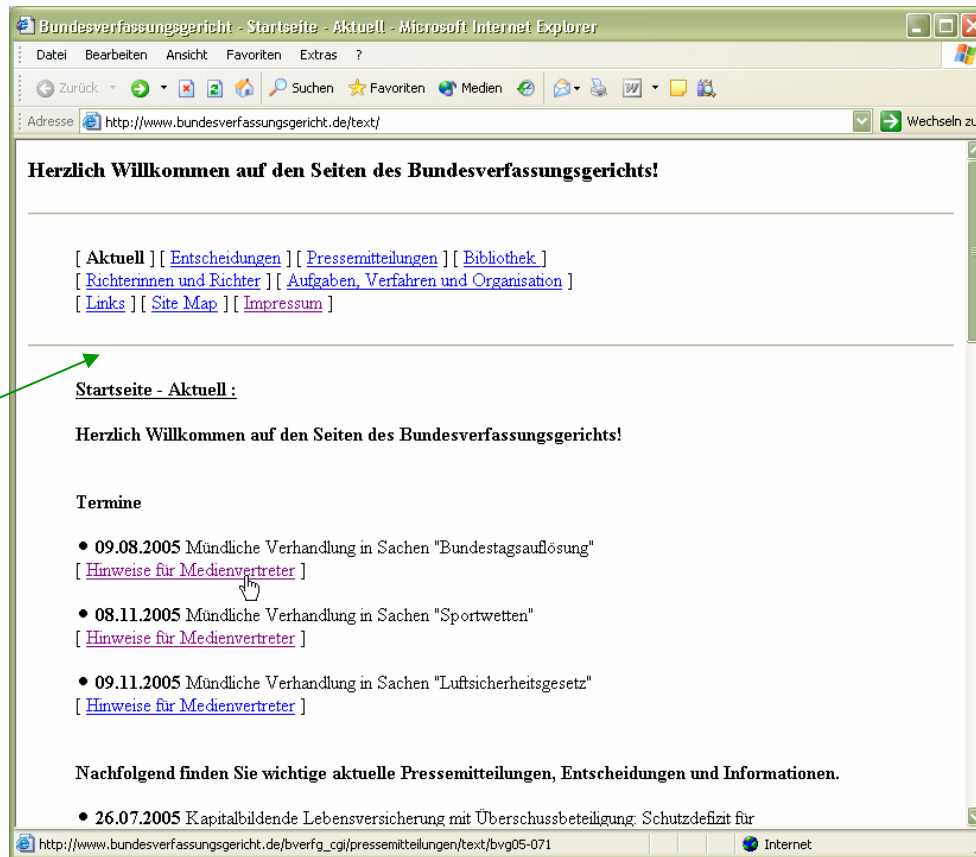 Bundesverfassungsgericht - Startseite - Aktuell - Microsoft Internet Explorer
Datei Bearbeiten Ansicht Favoriten Extras ?
Zurück Suchen Favoriten Medien
Adresse http://www.bundesverfassungsgericht.de/text/ Wechseln zu
Herzlich Willkommen auf den Seiten des Bundesverfassungsgerichts!
[ Aktuell ] [ Entscheidungen ] [ Pressemitteilungen ] [ Bibliothek ]
[ Richterinnen und Richter ] [ Aufgaben, Verfahren und Organisation ]
[ Links ] [ Site Map ] [ Impressum ]
Startseite - Aktuell :
Herzlich Willkommen auf den Seiten des Bundesverfassungsgerichts!
Termine
• 09.08.2005 Mündliche Verhandlung in Sachen "Bundestagsauflösung"
[ Hinweise für Medienvertreter ]
• 08.11.2005 Mündliche Verhandlung in Sachen "Sportwetten"
[ Hinweise für Medienvertreter ]
• 09.11.2005 Mündliche Verhandlung in Sachen "Luftsicherheitsgesetz"
[ Hinweise für Medienvertreter ]
Nachfolgend finden Sie wichtige aktuelle Pressemitteilungen, Entscheidungen und Informationen.
• 26.07.2005 Kapitalbildende Lebensversicherung mit Überschussbeteiligung: Schutzdefizit für
http://www.bundesverfassungsgericht.de/bverfg_cgi/pressemitteilungen/text/bvg05-071 Internet